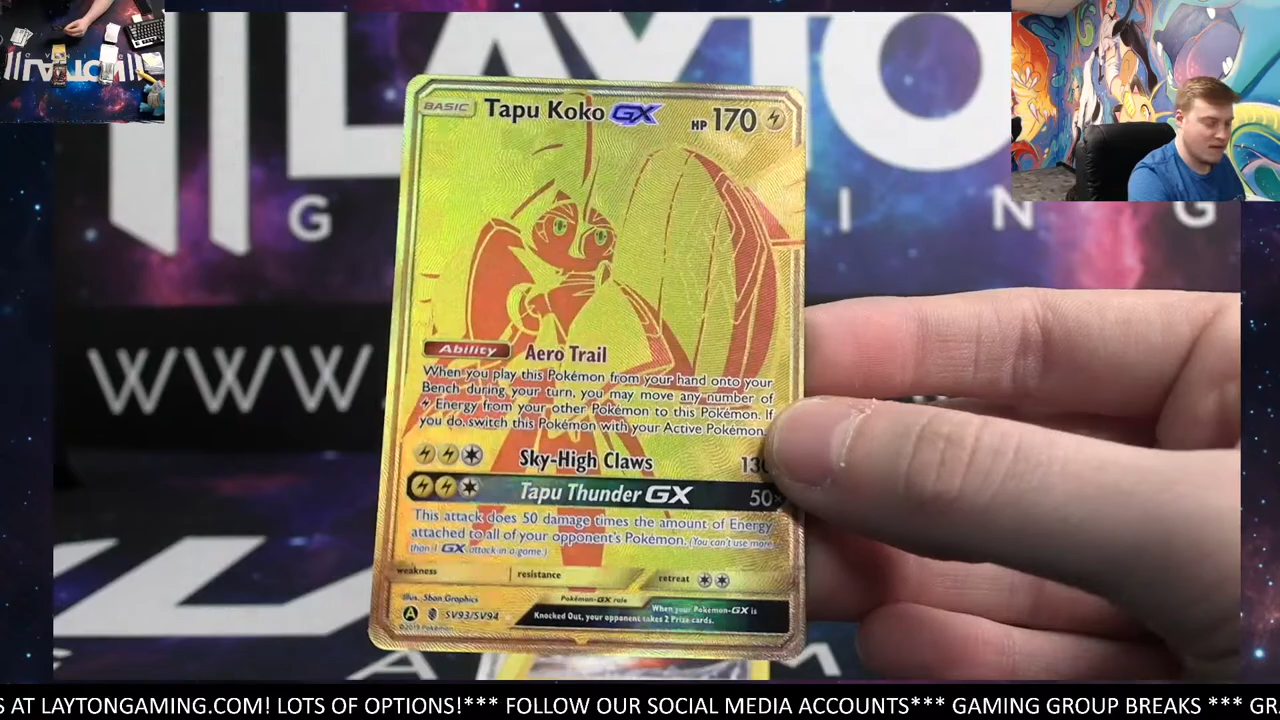 LAYTON
G
I N G
WWW.
BASIC Tapu Koko GX HP 170
Ability Aero Trail
When you play this Pokémon from your hand onto your
Bench during your turn, you may move any number of
Energy from your other Pokémon to this Pokémon. If
you do, switch this Pokémon with your Active Pokémon.
Sky-High Claws 130
Tapu Thunder GX 50×
This attack does 50 damage times the amount of Energy
attached to all of your opponent's Pokémon. (You can't use more
than 1 GX attack in a game.)
weakness resistance retreat
Illus. 5ban Graphics Pokémon-GX rule When your Pokémon-GX is
Knocked Out, your opponent takes 2 Prize cards.
A SV93/SV94
©2019 Pokémon
G A M
S AT LAYTONGAMING.COM! LOTS OF OPTIONS!*** FOLLOW OUR SOCIAL MEDIA ACCOUNTS*** GAMING GROUP BREAKS *** GR